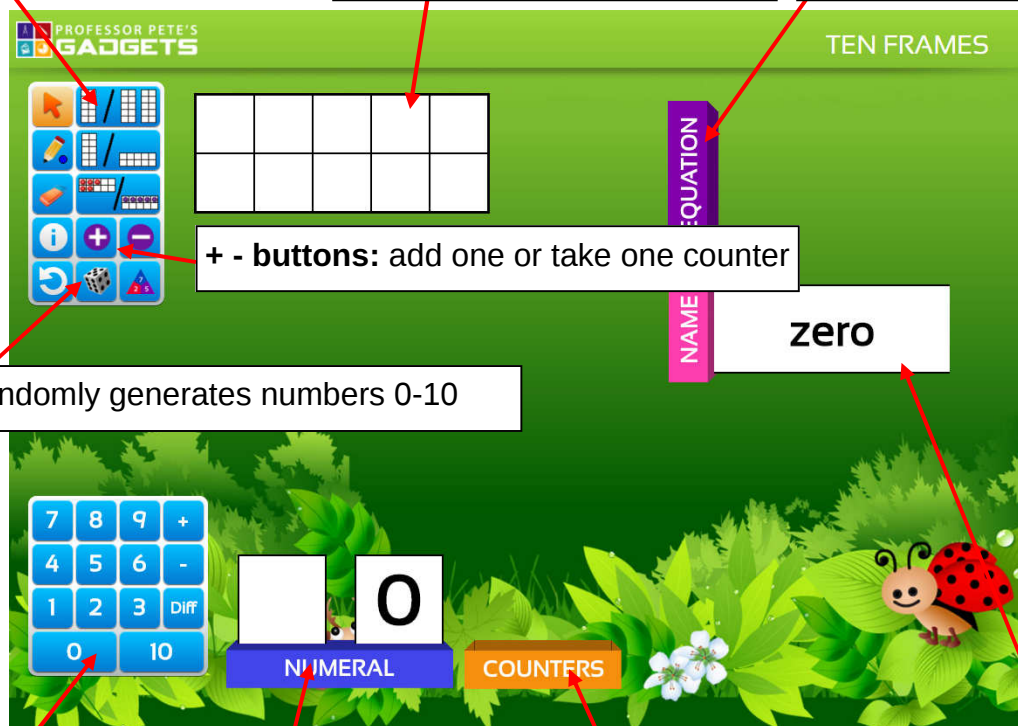 PROFESSOR PETE'S
GADGETS
TEN FRAMES
EQUATION
+ - buttons: add one or take one counter
NAME
zero
ndomly generates numbers 0-10
7 8 9 +
4 5 6 -
1 2 3 Diff
0 10
0
NUMERAL
COUNTERS